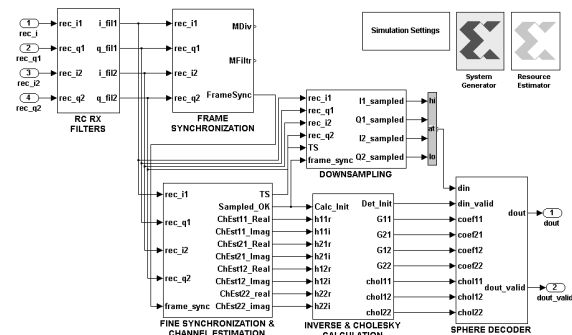 1
rec_i
2
rec_q1
3
rec_i2
4
rec_q2
rec_i1 i_fil1
rec_q1 q_fil1
rec_i2 i_fil2
rec_q2 q_fil2
RC RX
FILTERS
rec_i1 MDiv
rec_q1
rec_i2 MFiltr
rec_q2 FrameSync
FRAME
SYNCHRONIZATION
Simulation Settings
System
Generator
Resource
Estimator
rec_i1 I1_sampled
rec_q1
rec_i2 Q1_sampled
rec_q2 I2_sampled
TS
frame_sync Q2_sampled
DOWNSAMPLING
hi
at
lo
rec_i1 TS
Sampled_OK
rec_q1 ChEst11_Real
ChEst11_Imag
ChEst21_Real
rec_i2 ChEst21_Imag
ChEst12_Real
rec_q2 ChEst12_Imag
ChEst22_real
frame_sync ChEst22_imag
FINE SYNCHRONIZATION &
CHANNEL ESTIMATION
Calc_Init Det_Init
h11r G11
h11i
h21r G21
h21i G12
h12r G22
h12i chol11
h22r chol12
h22i chol22
INVERSE & CHOLESKY
CALCULATION
din
din_valid
coef11 dout
coef21
coef12
coef22
chol11
chol12 dout_valid
chol22
SPHERE DECODER
1
dout
2
dout_valid